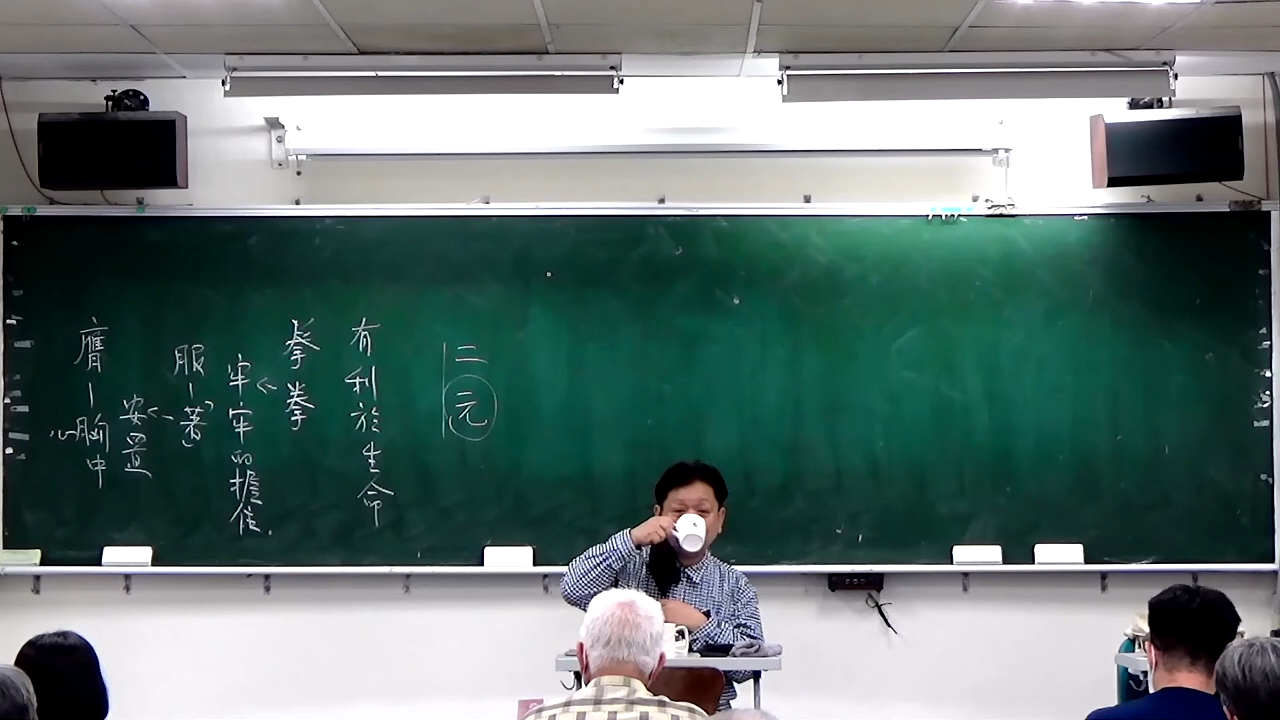 二元
有利於生命
拳拳
牢牢的握住.
服-「著」
安置
膺-胸中
心